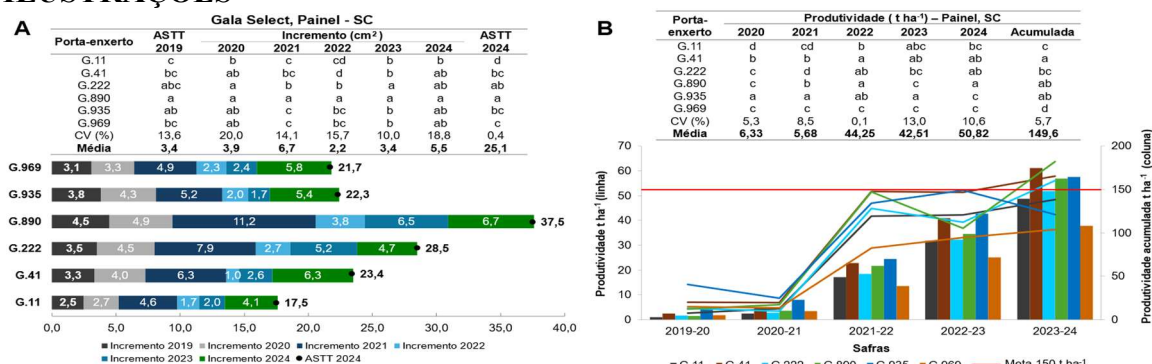 ILUSTRAÇÕES
A
Gala Select, Painel - SC
Porta-enxerto ASTT 2019 Incremento (cm²) ASTT 2024
2020 2021 2022 2023 2024
G.11 c b c cd b b d
G.41 bc ab bc d b ab bc
G.222 abc a b b a ab ab
G.890 a a a a a a a
G.935 ab ab c bc b ab bc
G.969 bc ab c bc b ab c
CV (%) 13,6 20,0 14,1 15,7 10,0 18,8 0,4
Média 3,4 3,9 6,7 2,2 3,4 5,5 25,1
G.969 3,1 3,3 4,9 2,3 2,4 5,8 21,7
G.935 3,8 4,3 5,2 2,0 1,7 5,4 22,3
G.890 4,5 4,9 11,2 3,8 6,5 6,7 37,5
G.222 3,5 4,5 7,9 2,7 5,2 4,7 28,5
G.41 3,3 4,0 6,3 1,0 2,6 6,3 23,4
G.11 2,5 2,7 4,6 1,7 2,0 4,1 17,5
0,0 5,0 10,0 15,0 20,0 25,0 30,0 35,0 40,0
Incremento 2019 Incremento 2020 Incremento 2021 Incremento 2022
Incremento 2023 Incremento 2024 ASTT 2024
B
Porta-enxerto Produtividade ( t ha⁻¹) – Painel, SC
2020 2021 2022 2023 2024 Acumulada
G.11 d cd b abc bc c
G.41 b b a ab ab a
G.222 c d ab bc ab bc
G.890 c b a c a ab
G.935 a a ab a c ab
G.969 c c c c c d
CV (%) 5,3 8,5 0,1 13,0 10,6 5,7
Média 6,33 5,68 44,25 42,51 50,82 149,6
Produtividade t ha⁻¹ (linha)
70
60
50
40
30
20
10
0
200
150
100
50
0
Produtividade acumulada t ha⁻¹ (coluna)
2019-20 2020-21 2021-22 2022-23 2023-24
Safras
G.11 G.41 G.222 G.890 G.935 G.969 Meta 150 t ha⁻¹